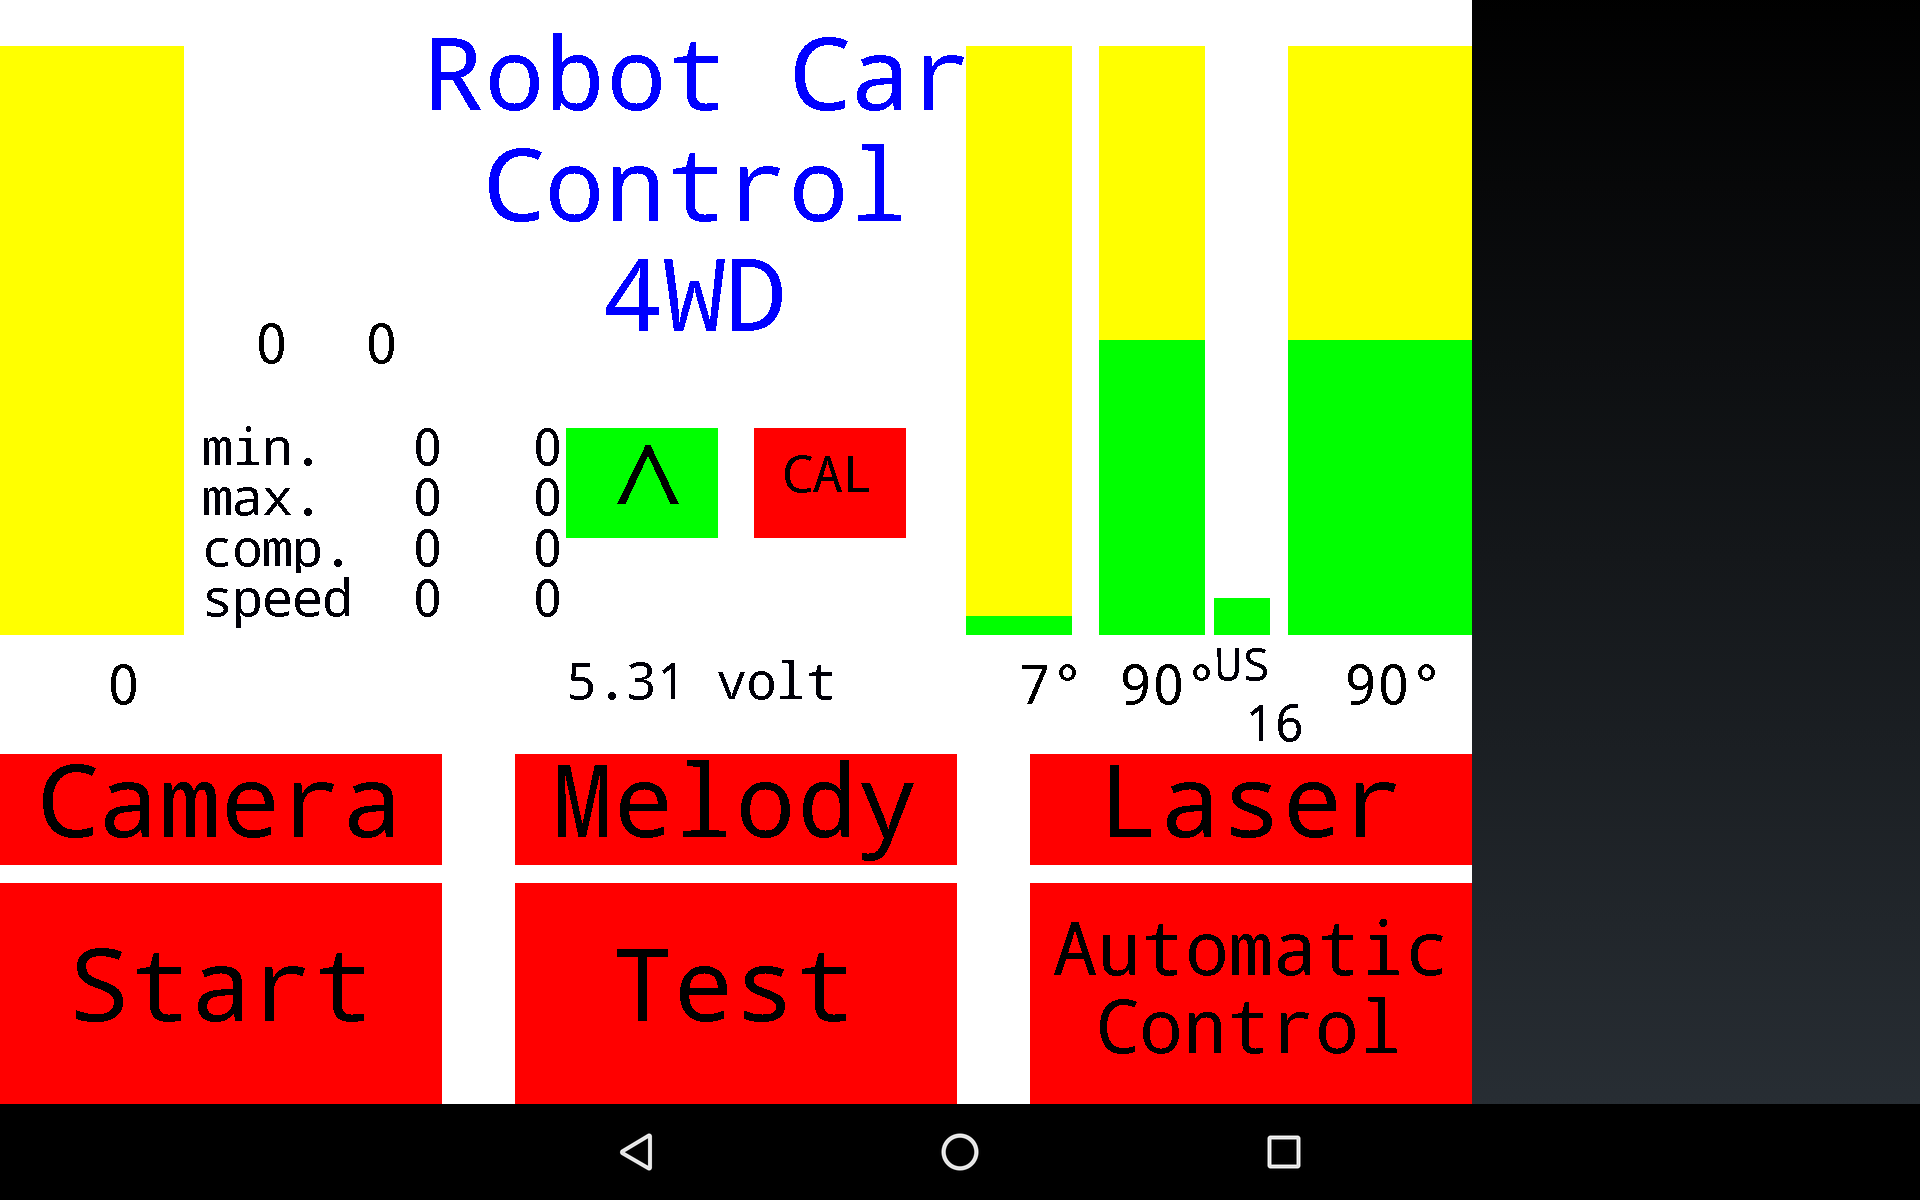 Robot Car
Control
4WD
0 0
min. 0 0
max. 0 0
comp. 0 0
speed 0 0
^ CAL
0
5.31 volt
7° 90° US 90°
16
Camera Melody Laser
Start Test Automatic
Control